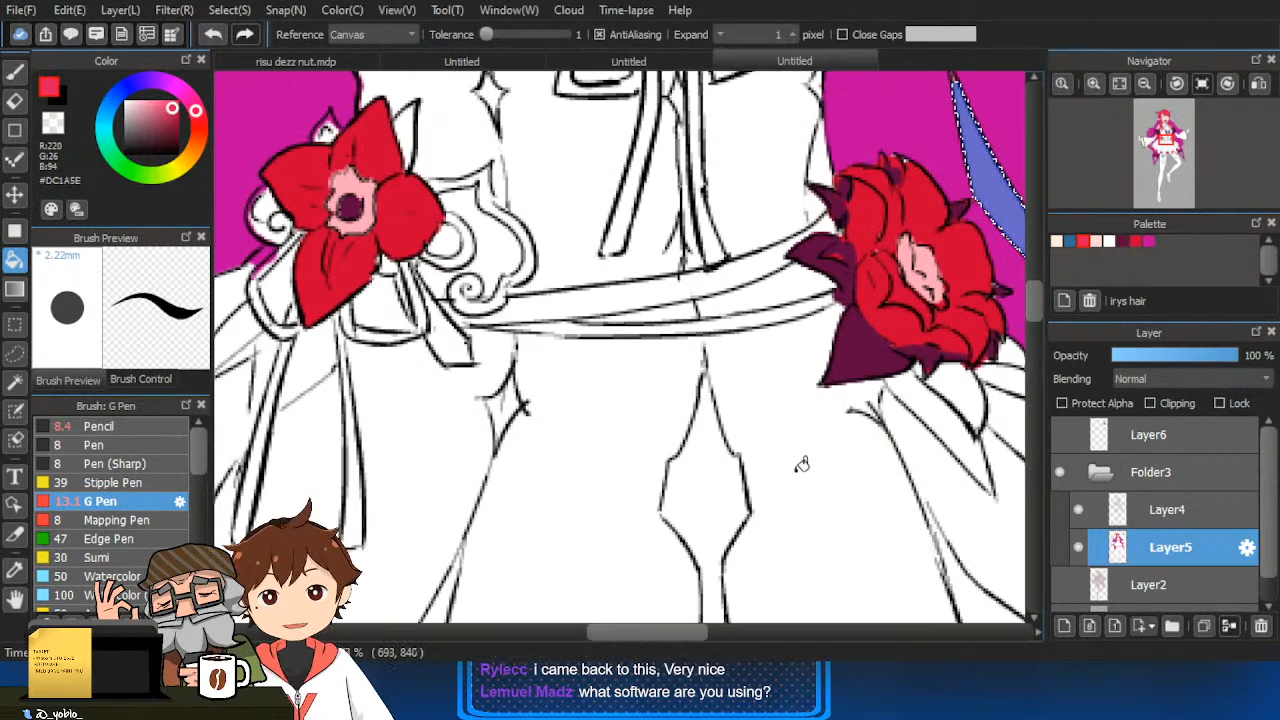 File(F) Edit(E) Layer(L) Filter(R) Select(S) Snap(N) Color(C) View(V) Tool(T) Window(W) Cloud Time-lapse Help
Reference Canvas Tolerance 1 AntiAliasing Expand 1 pixel Close Gaps
Color risu dezz nut.mdp Untitled Untitled Untitled Navigator
R:220
G:26
B:94
#DC1A5E
Palette
Brush Preview
* 2.22mm
irys hair
Layer
Opacity 100 %
Brush Preview Brush Control
Blending Normal
Brush: G Pen
Protect Alpha Clipping Lock
8.4 Pencil
8 Pen
8 Pen (Sharp)
39 Stipple Pen
13.1 G Pen
8 Mapping Pen
47 Edge Pen
30 Sumi
50 Watercolor
100 Watercolor
Layer6
Folder3
Layer4
Layer5
Layer2
% ( 693, 840 )
TABLET:
SOFTWARE:
Rylecc i came back to this, Very nice
Lemuel Madz what software are you using?
@_yoblo_